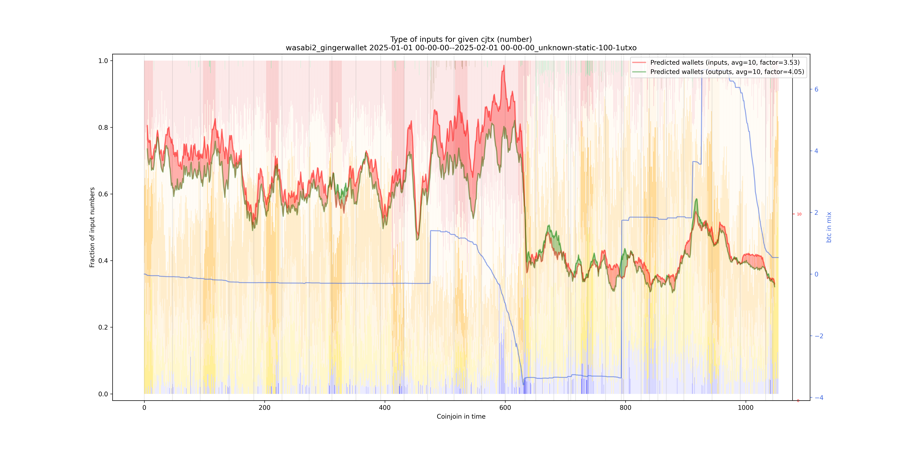 Type of inputs for given cjtx (number)
wasabi2_gingerwallet 2025-01-01 00-00-00--2025-02-01 00-00-00_unknown-static-100-1utxo
Predicted wallets (inputs, avg=10, factor=3.53)
Predicted wallets (outputs, avg=10, factor=4.05)
Fraction of input numbers
1.0
0.8
0.6
0.4
0.2
0.0
0
200
400
600
800
1000
Coinjoin in time
6
4
2
0
−2
−4
btc in mix